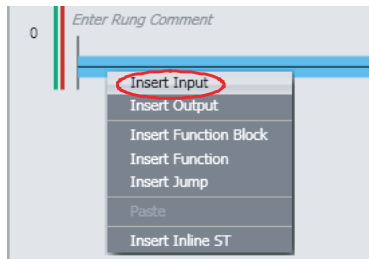 Enter Rung Comment
0
Insert Input
Insert Output
Insert Function Block
Insert Function
Insert Jump
Paste
Insert Inline ST